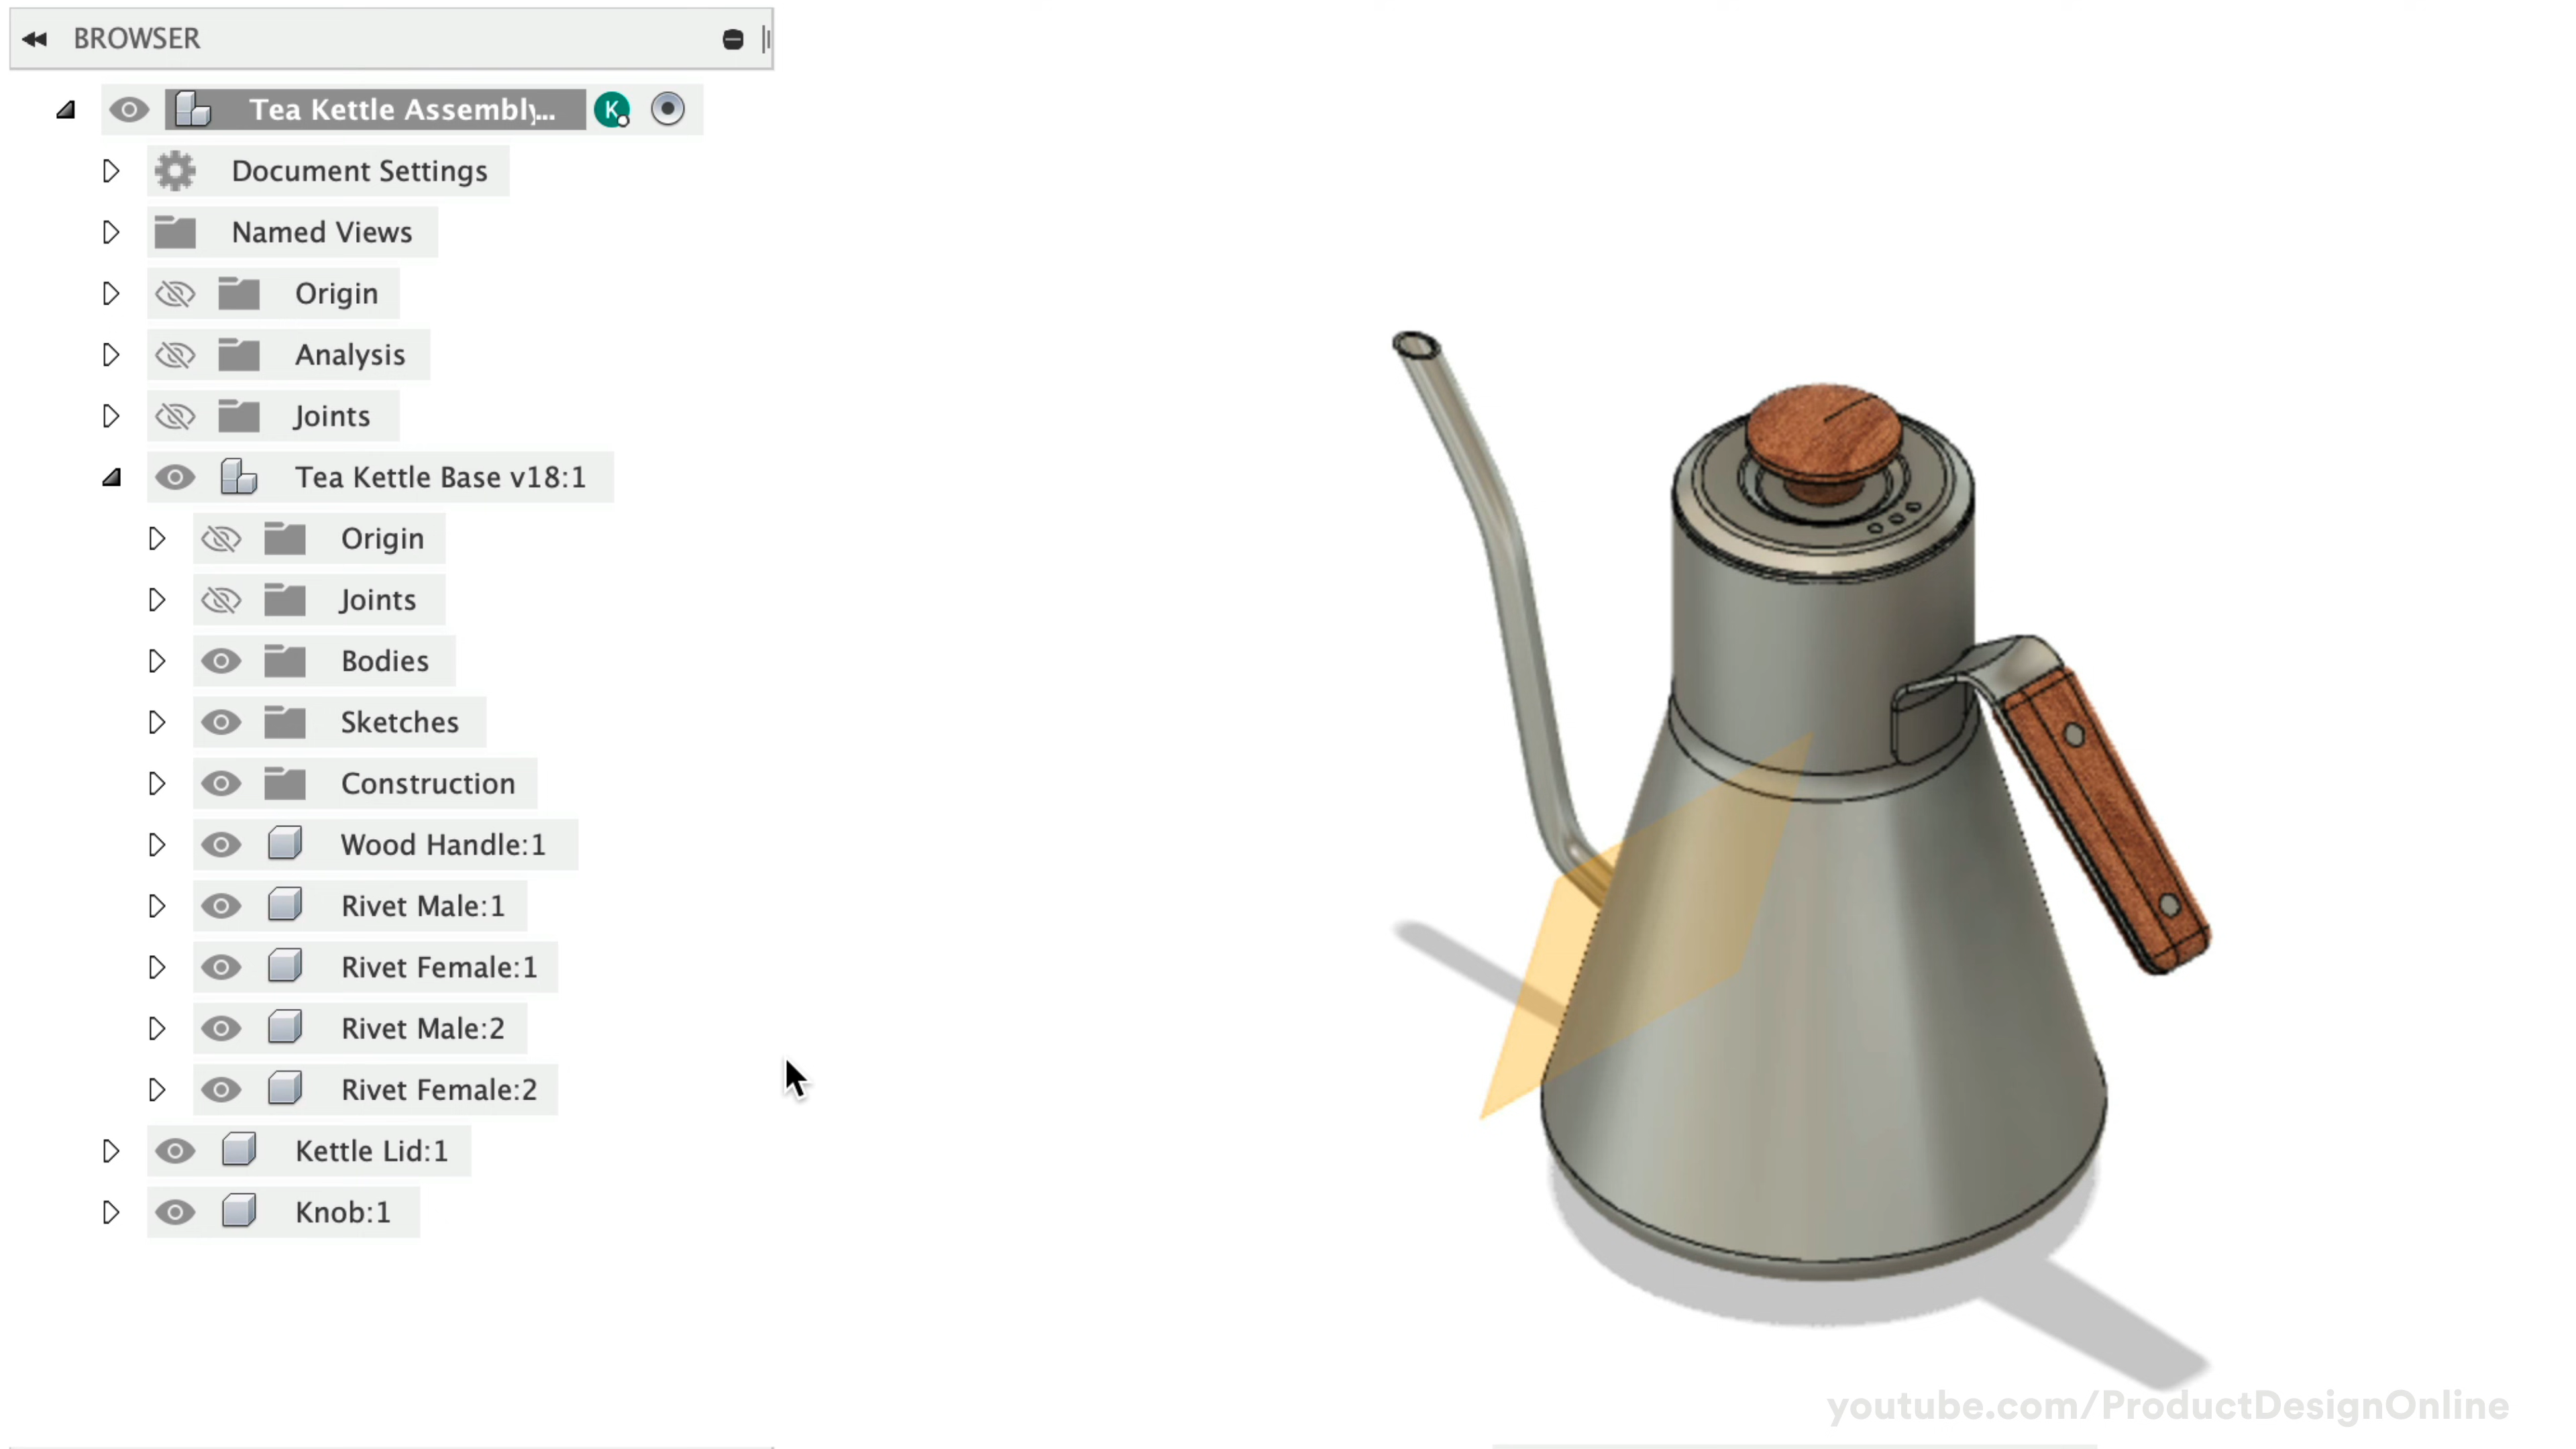 BROWSER
Tea Kettle Assembly...
K
Document Settings
Named Views
Origin
Analysis
Joints
Tea Kettle Base v18:1
Origin
Joints
Bodies
Sketches
Construction
Wood Handle:1
Rivet Male:1
Rivet Female:1
Rivet Male:2
Rivet Female:2
Kettle Lid:1
Knob:1
youtube.com/ProductDesignOnline